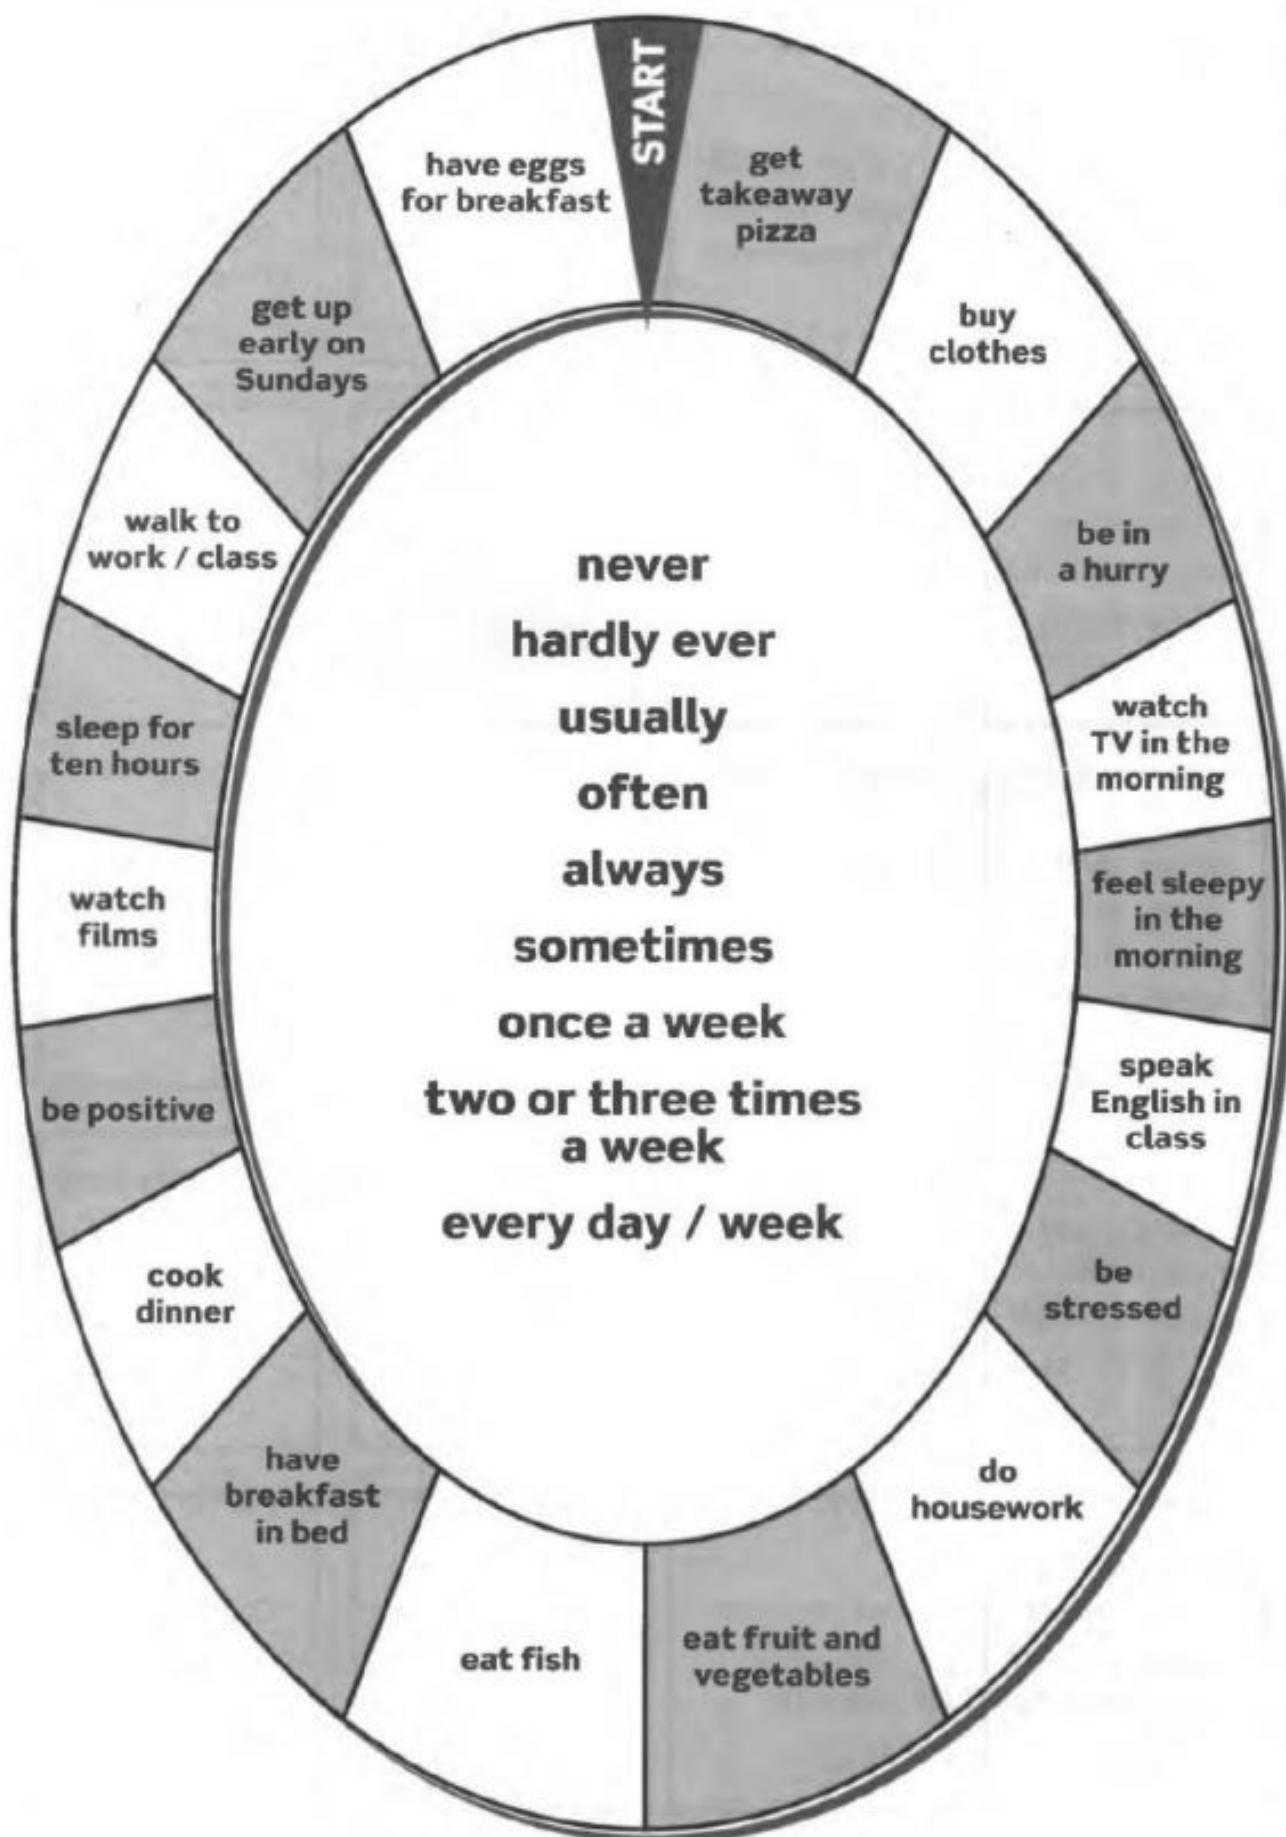 START
get
takeaway
pizza
buy
clothes
be in
a hurry
watch
TV in the
morning
feel sleepy
in the
morning
speak
English in
class
be
stressed
do
housework
eat fruit and
vegetables
eat fish
have
breakfast
in bed
cook
dinner
be positive
watch
films
sleep for
ten hours
walk to
work / class
get up
early on
Sundays
have eggs
for breakfast
never
hardly ever
usually
often
always
sometimes
once a week
two or three times
a week
every day / week